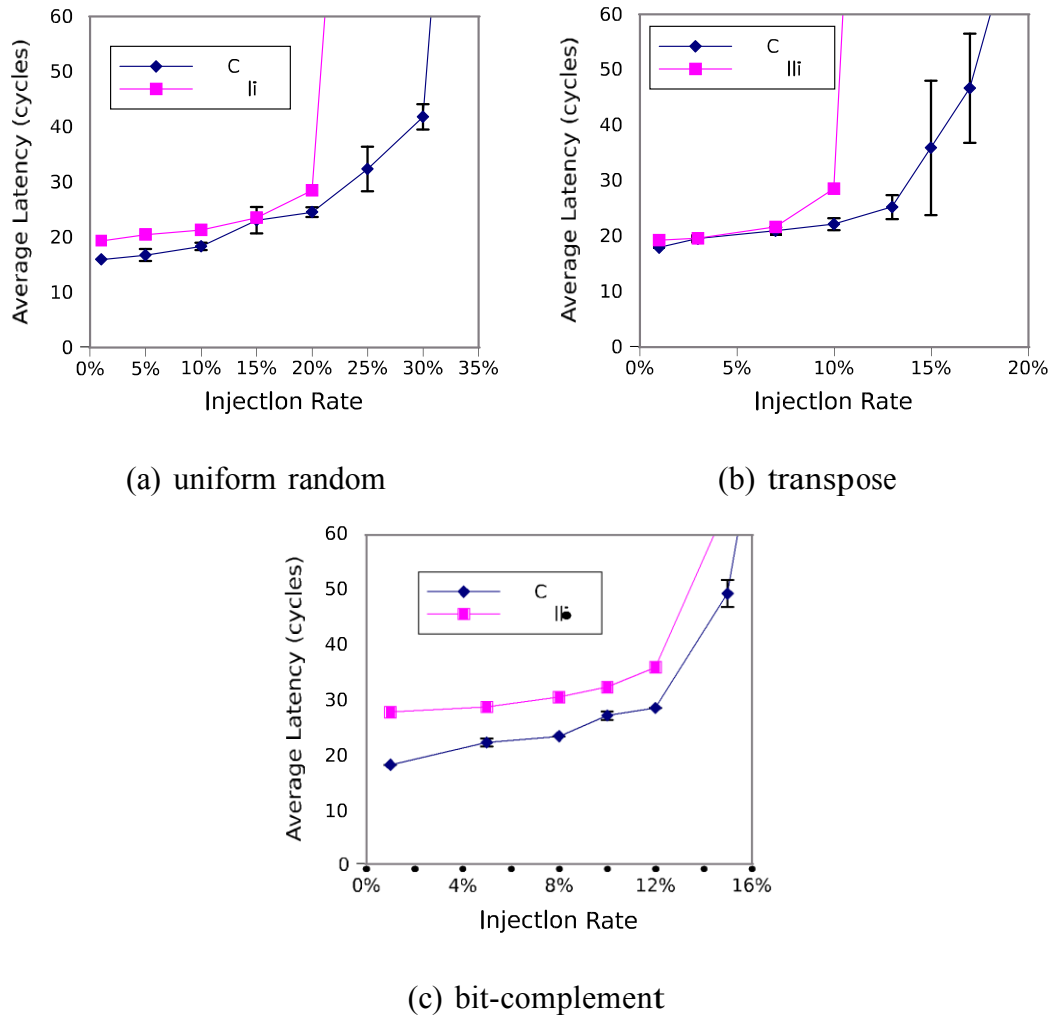 60
50
40
30
20
10
0
Average Latency (cycles)
C
0% 5% 10% 15% 20% 25% 30% 35%
Injection Rate
(a) uniform random
60
50
40
30
20
10
0
Average Latency (cycles)
C
0% 5% 10% 15% 20%
Injection Rate
(b) transpose
60
50
40
30
20
10
0
Average Latency (cycles)
C
0% 4% 8% 12% 16%
Injection Rate
(c) bit-complement